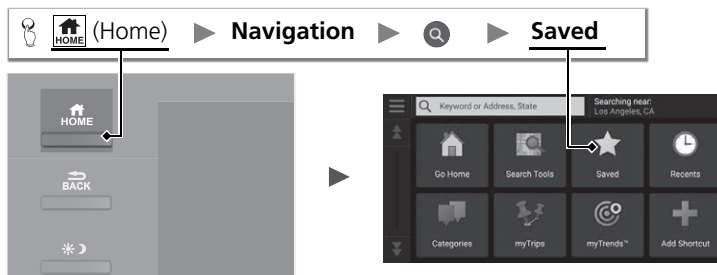 HOME (Home) Navigation Saved
HOME
BACK
Keyword or Address, State
Searching near:
Los Angeles, CA
Go Home Search Tools Saved Recents
Categories myTrips myTrends™ Add Shortcut